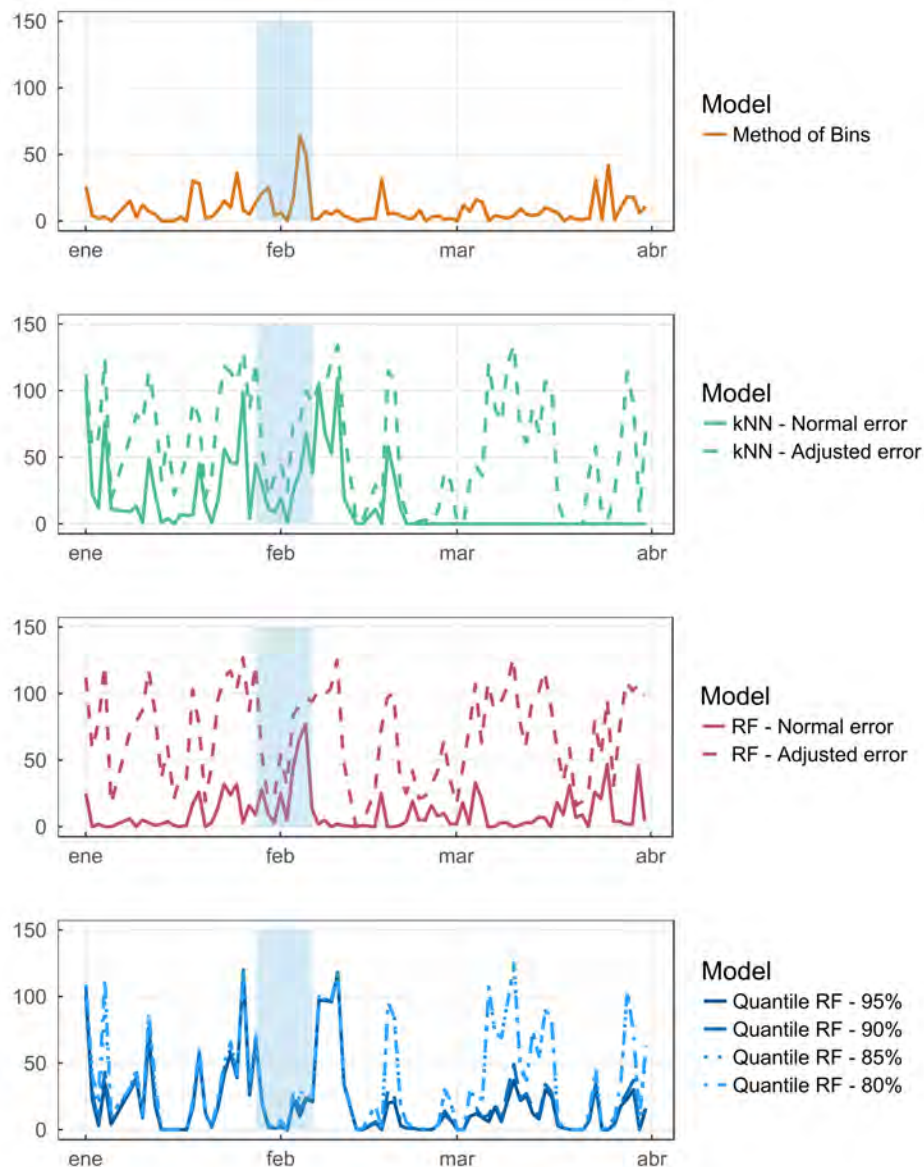 150
100
50
0
ene
feb
mar
abr
Model
Method of Bins
150
100
50
0
ene
feb
mar
abr
Model
kNN - Normal error
kNN - Adjusted error
150
100
50
0
ene
feb
mar
abr
Model
RF - Normal error
RF - Adjusted error
150
100
50
0
ene
feb
mar
abr
Model
Quantile RF - 95%
Quantile RF - 90%
Quantile RF - 85%
Quantile RF - 80%